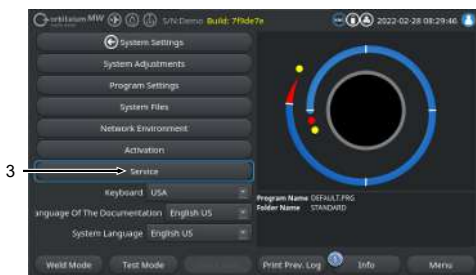 orbitalum MW S/N:Demo Build: 7f9de7e 2022-02-28 08:29:46
System Settings
System Adjustments
Program Settings
System Files
Network Environment
Activation
3 Service
Keyboard USA
anguage Of The Documentation English US
System Language English US
Program Name DEFAULT.PRG
Folder Name STANDARD
Weld Mode Test Mode Print Prev. Log Info Menu